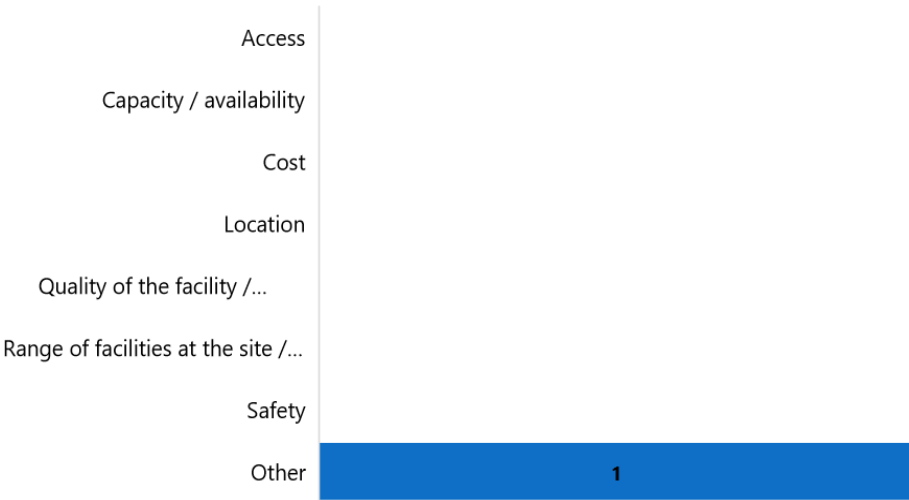 Access
Capacity / availability
Cost
Location
Quality of the facility /...
Range of facilities at the site /...
Safety
Other
1